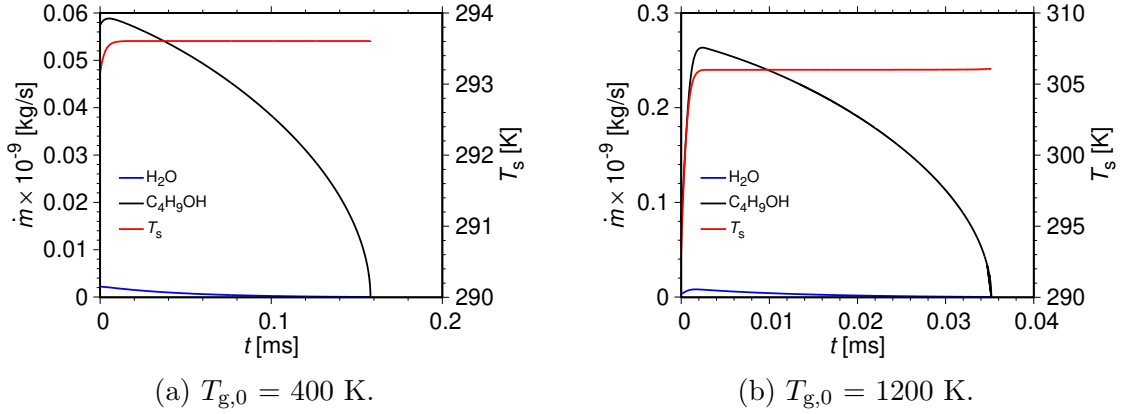 0.06
0.05
0.04
0.03
0.02
0.01
0
ṁ × 10⁻⁹ [kg/s]
H₂O
C₄H₉OH
Tₛ
294
293
292
291
290
Tₛ [K]
0
0.1
0.2
t [ms]
(a) T_g,0 = 400 K.
0.3
0.2
0.1
0
ṁ × 10⁻⁹ [kg/s]
H₂O
C₄H₉OH
Tₛ
310
305
300
295
290
Tₛ [K]
0
0.01
0.02
0.03
0.04
t [ms]
(b) T_g,0 = 1200 K.